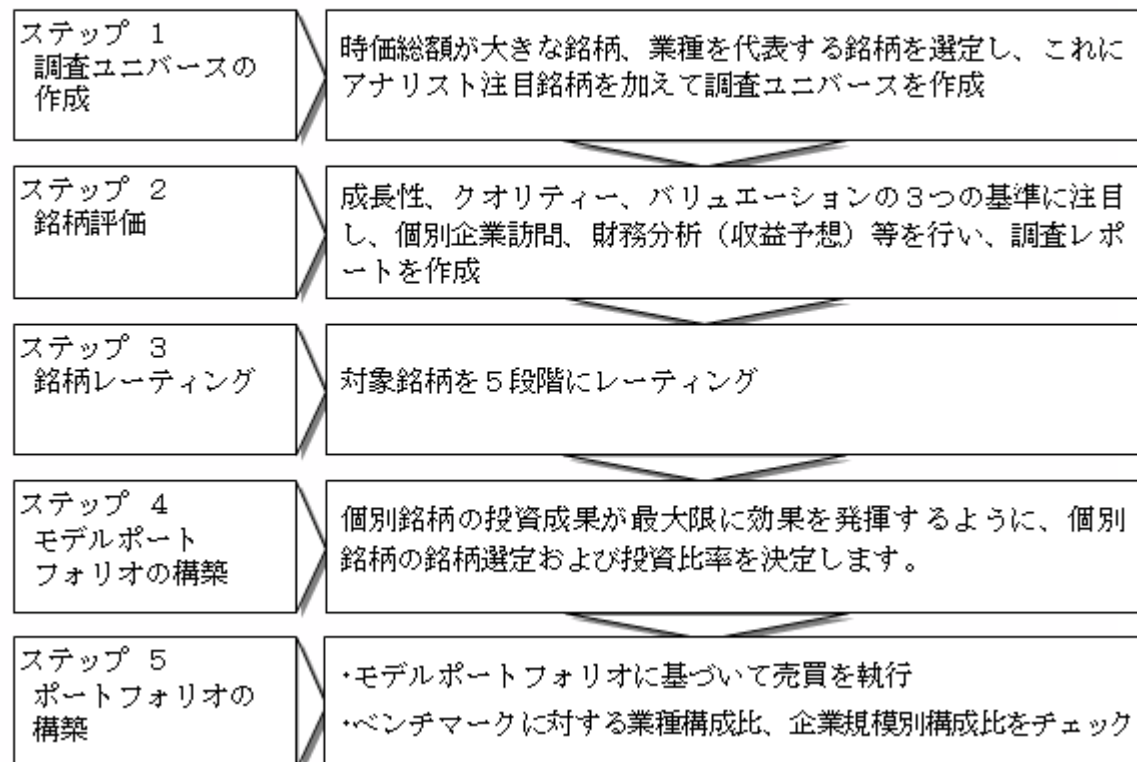 ステップ 1
調査ユニバースの
作成
時価総額が大きな銘柄、業種を代表する銘柄を選定し、これに
アナリスト注目銘柄を加えて調査ユニバースを作成
ステップ 2
銘柄評価
成長性、クオリティー、バリュエーションの3つの基準に注目
し、個別企業訪問、財務分析（収益予想）等を行い、調査レポ
ートを作成
ステップ 3
銘柄レーティング
対象銘柄を5段階にレーティング
ステップ 4
モデルポート
フォリオの構築
個別銘柄の投資成果が最大限に効果を発揮するように、個別
銘柄の銘柄選定および投資比率を決定します。
ステップ 5
ポートフォリオの
構築
・モデルポートフォリオに基づいて売買を執行
・ベンチマークに対する業種構成比、企業規模別構成比をチェック